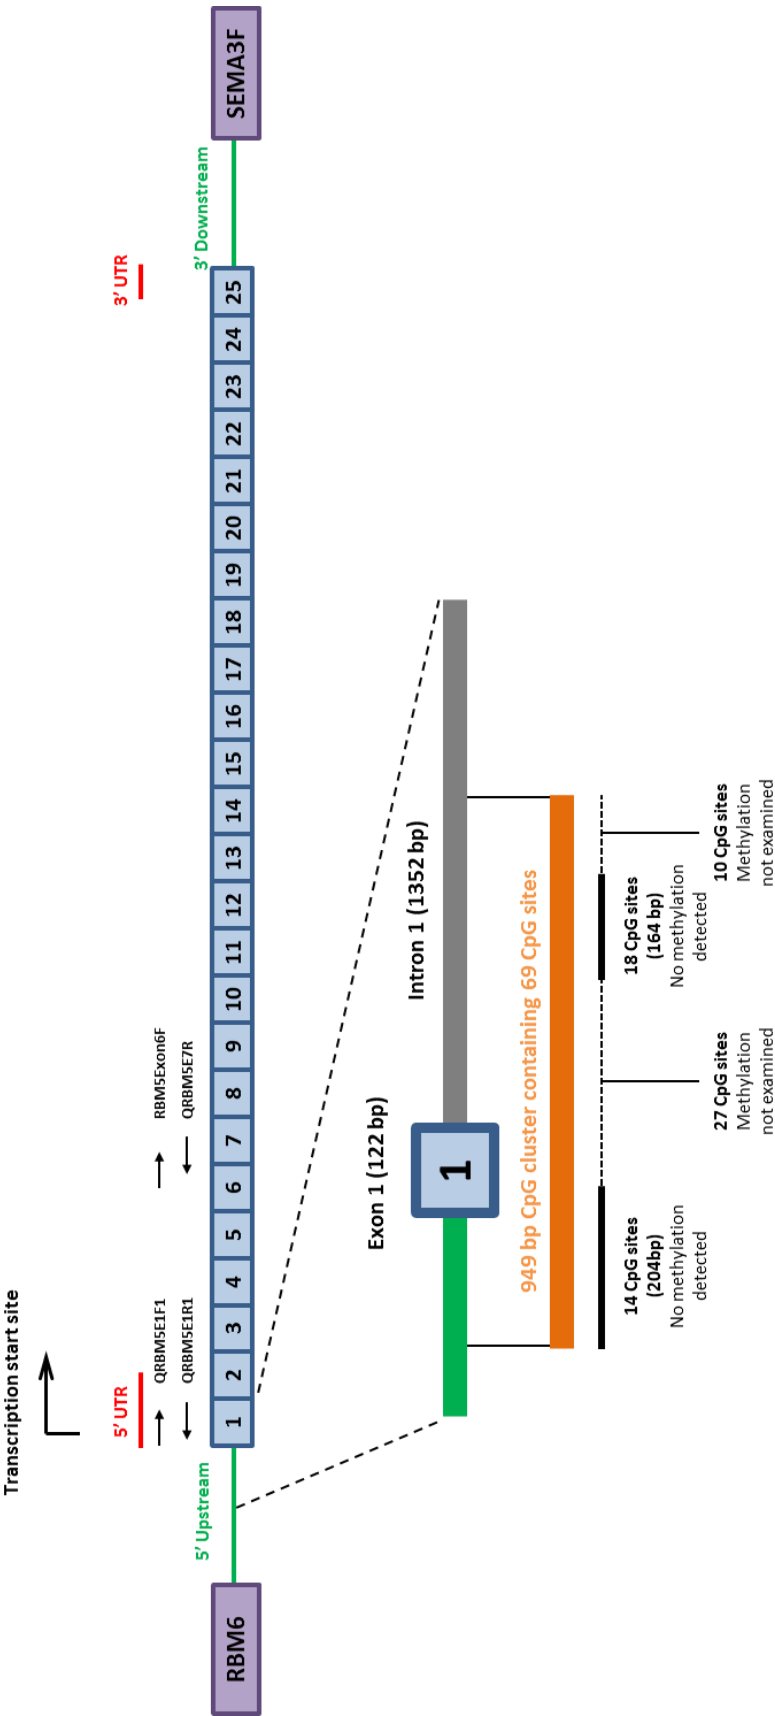 Transcription start site
5' UTR
3' UTR
QRBM5E1F1
RBM5Exon6F
QRBM5E1R1
QRBM5E7R
5' Upstream
3' Downstream
RBM6
1
2
3
4
5
6
7
8
9
10
11
12
13
14
15
16
17
18
19
20
21
22
23
24
25
SEMA3F
Exon 1 (122 bp)
Intron 1 (1352 bp)
1
949 bp CpG cluster containing 69 CpG sites
14 CpG sites
(204bp)
No methylation
detected
18 CpG sites
(164 bp)
No methylation
detected
27 CpG sites
Methylation
not examined
10 CpG sites
Methylation
not examined